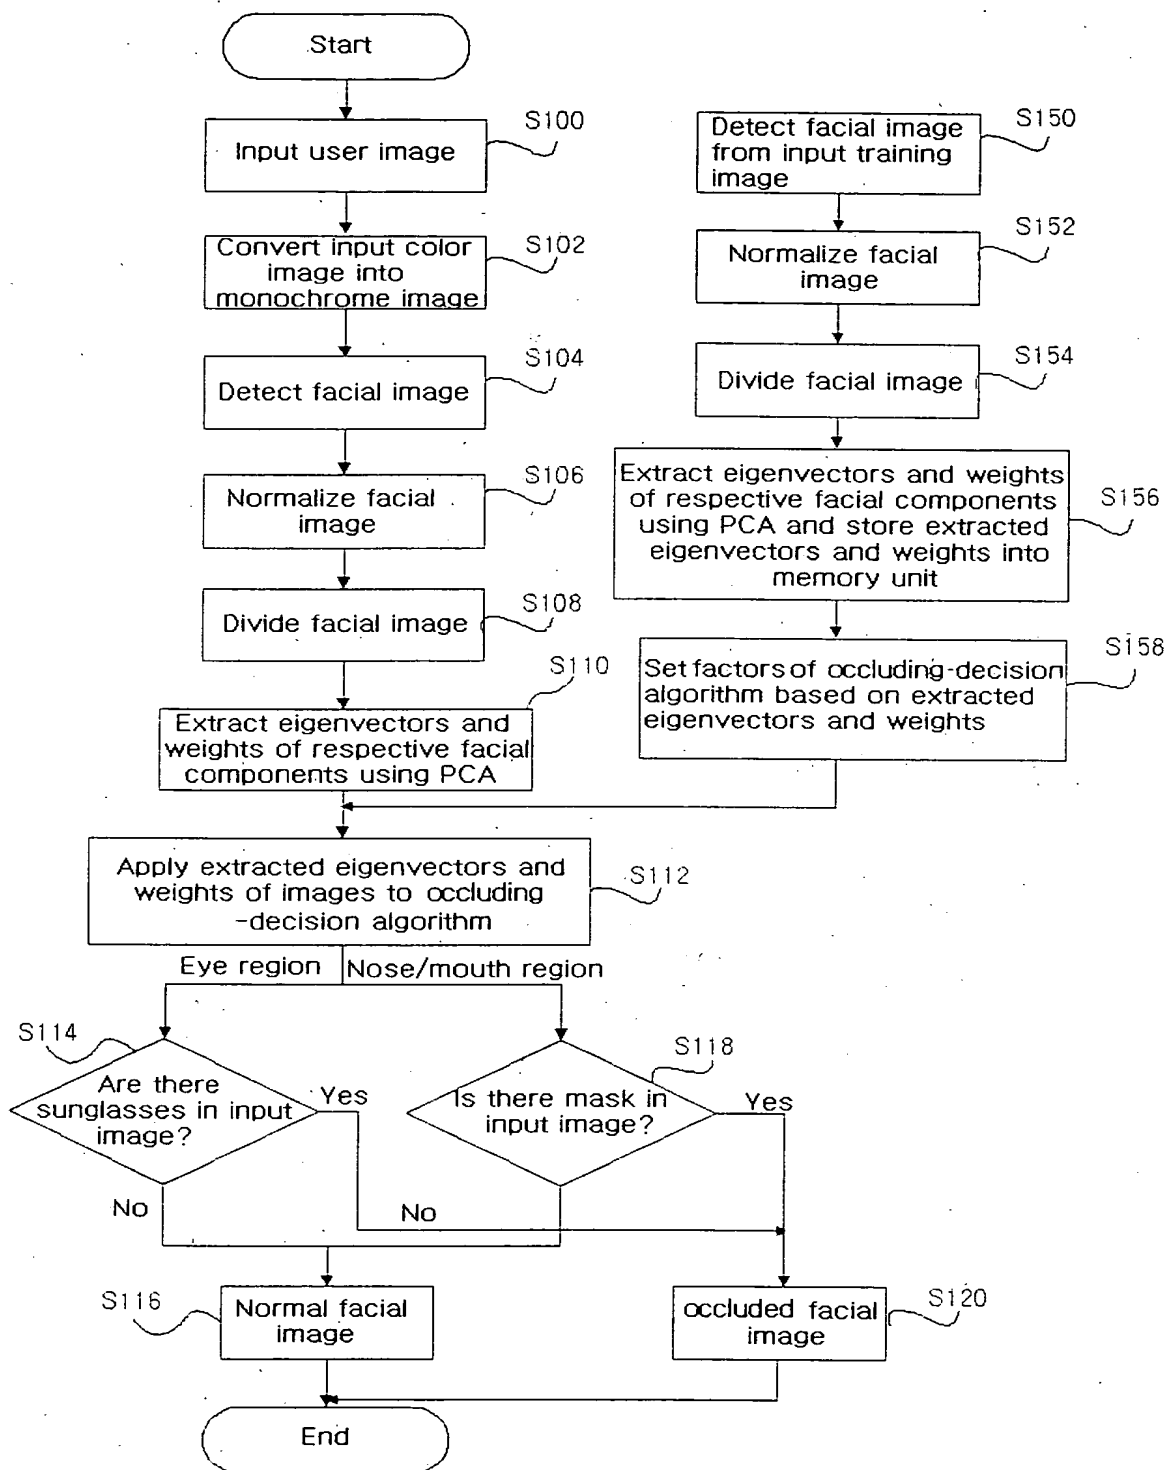 Start
S100
Input user image
S102
Convert input color
image into
monochrome image
S104
Detect facial image
S106
Normalize facial
image
S108
Divide facial image
S110
Extract eigenvectors and
weights of respective facial
components using PCA
S150
Detect facial image
from input training
image
S152
Normalize facial
image
S154
Divide facial image
S156
Extract eigenvectors and weights
of respective facial components
using PCA and store extracted
eigenvectors and weights into
memory unit
S158
Set factors of occluding-decision
algorithm based on extracted
eigenvectors and weights
S112
Apply extracted eigenvectors and
weights of images to occluding
-decision algorithm
Eye region
Nose/mouth region
S114
Are there
sunglasses in input
image?
Yes
No
S118
Is there mask in
input image?
Yes
No
S116
Normal facial
image
S120
occluded facial
image
End